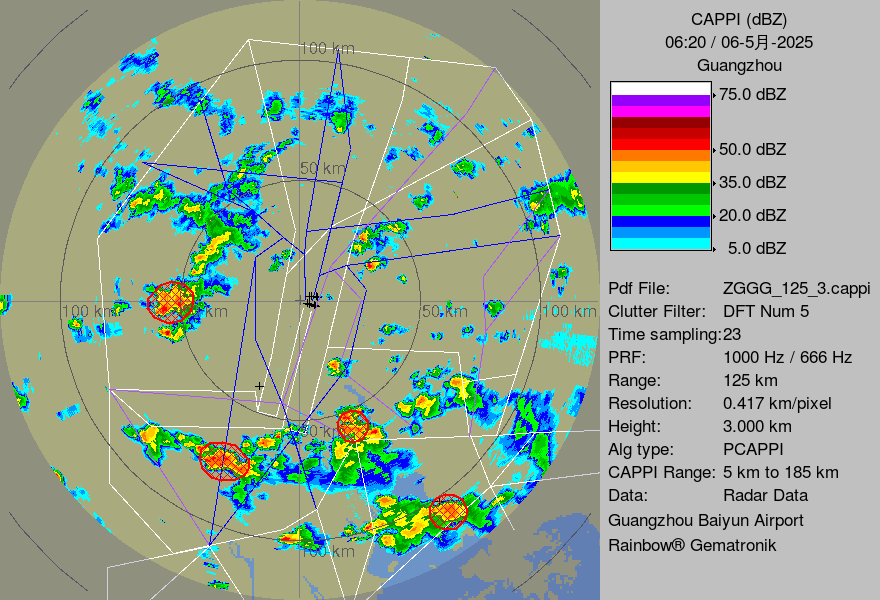 CAPPI (dBZ)
06:20 / 06-5月-2025
Guangzhou
75.0 dBZ
50.0 dBZ
35.0 dBZ
20.0 dBZ
5.0 dBZ
Pdf File: ZGGG_125_3.cappi
Clutter Filter: DFT Num 5
Time sampling:23
PRF: 1000 Hz / 666 Hz
Range: 125 km
Resolution: 0.417 km/pixel
Height: 3.000 km
Alg type: PCAPPI
CAPPI Range: 5 km to 185 km
Data: Radar Data
Guangzhou Baiyun Airport
Rainbow® Gematronik
100 km
50 km
100 km
km
50 km
100 km
50 km
100 km